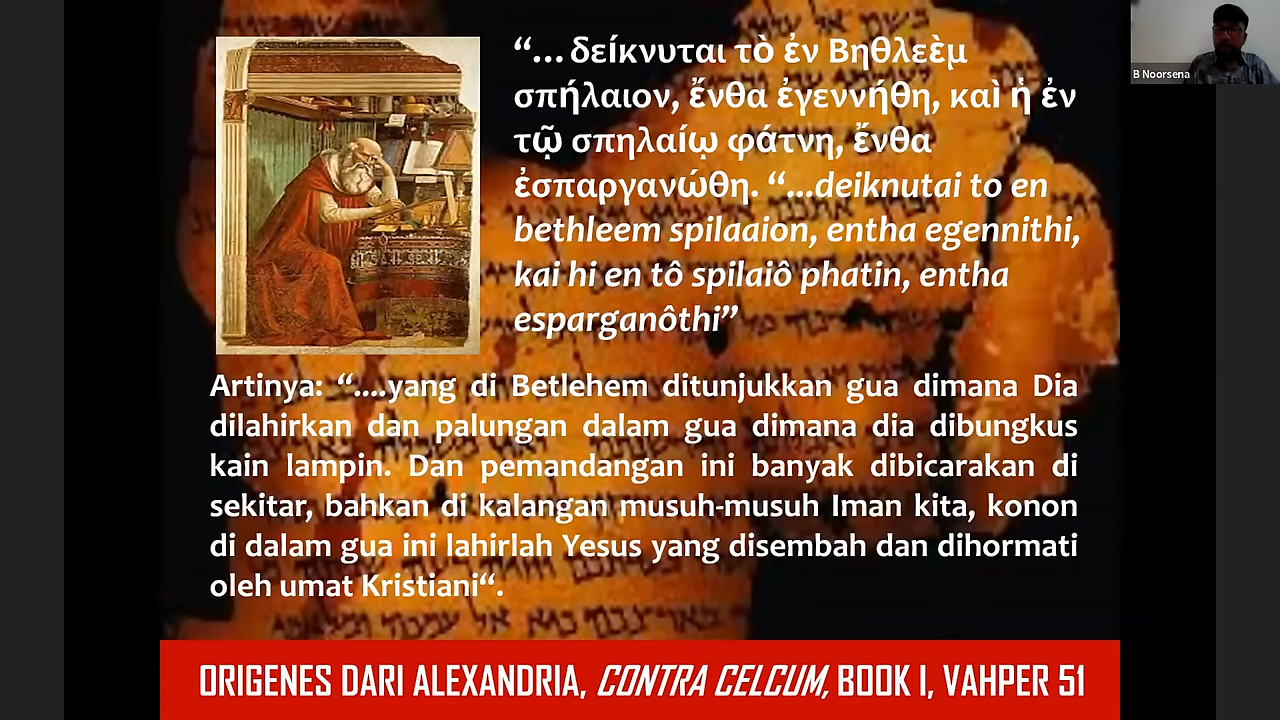 “…δείκνυται τὸ ἐν Βηθλεὲμ
σπήλαιον, ἔνθα ἐγεννήθη, καὶ ἡ ἐν
τῷ σπηλαίῳ φάτνη, ἔνθα
ἐσπαργανώθη. “...deiknutai to en
bethleem spilaaion, entha egennithi,
kai hi en tô spilaiô phatin, entha
esparganôthi”
Artinya: “....yang di Betlehem ditunjukkan gua dimana Dia
dilahirkan dan palungan dalam gua dimana dia dibungkus
kain lampin. Dan pemandangan ini banyak dibicarakan di
sekitar, bahkan di kalangan musuh-musuh Iman kita, konon
di dalam gua ini lahirlah Yesus yang disembah dan dihormati
oleh umat Kristiani“.
ORIGENES DARI ALEXANDRIA, CONTRA CELCUM, BOOK I, VAHPER 51
B Noorsena